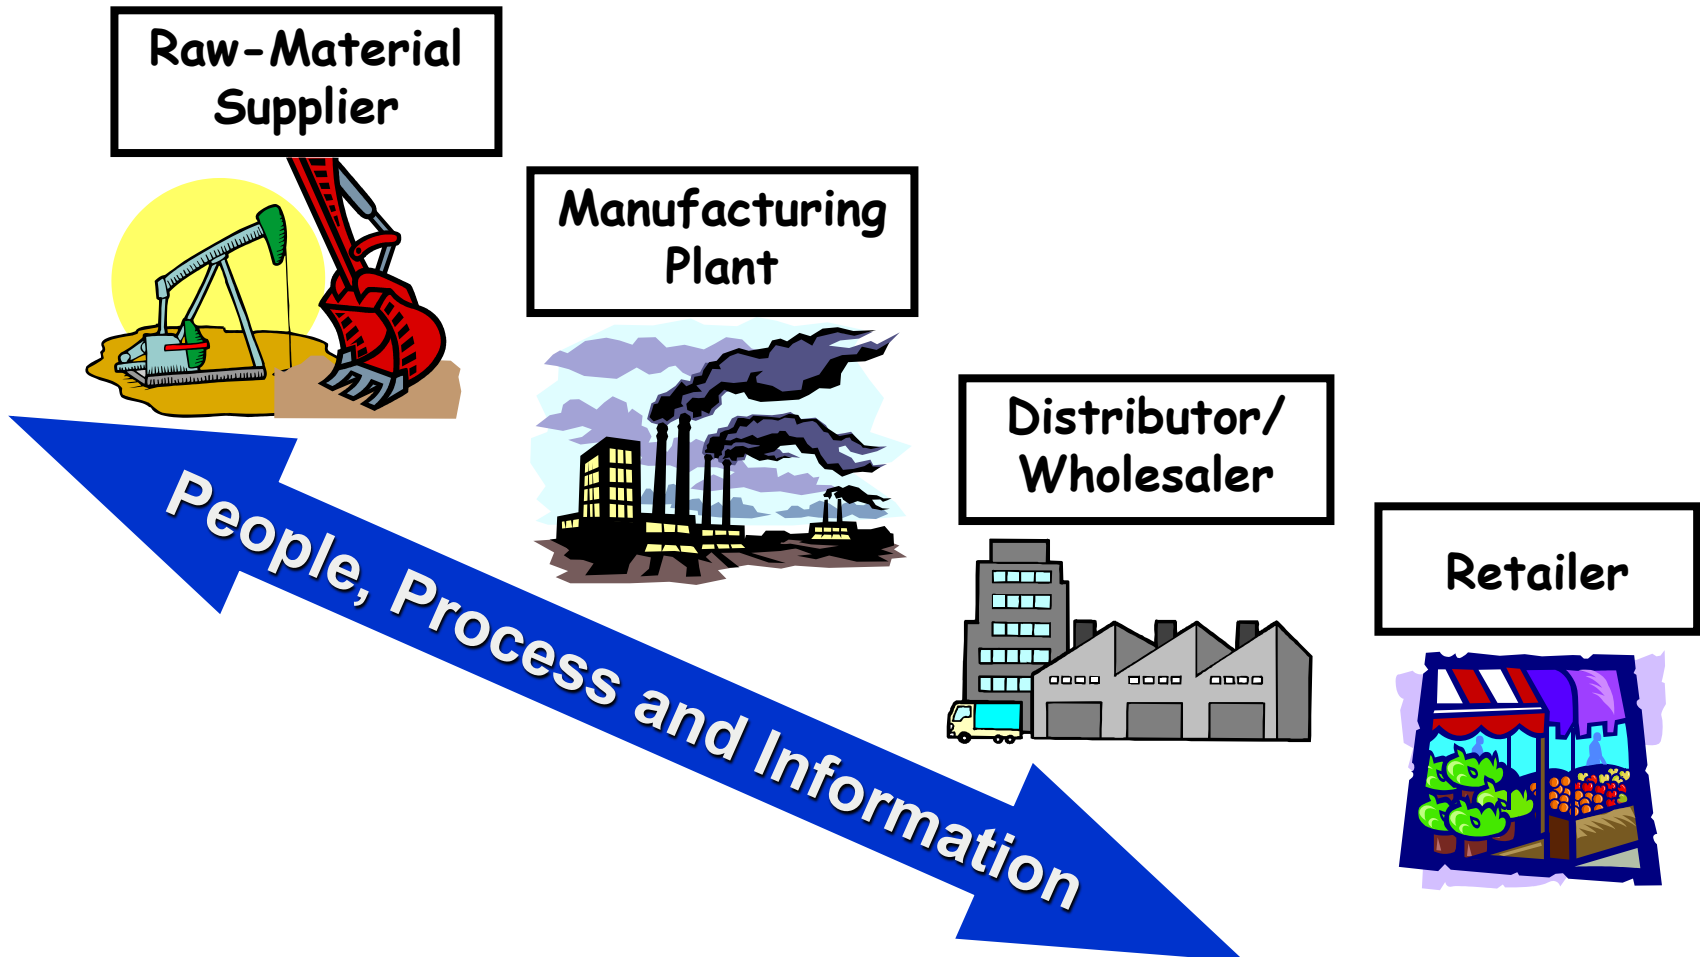 Raw-Material
Supplier
Manufacturing
Plant
Distributor/
Wholesaler
Retailer
People, Process and Information